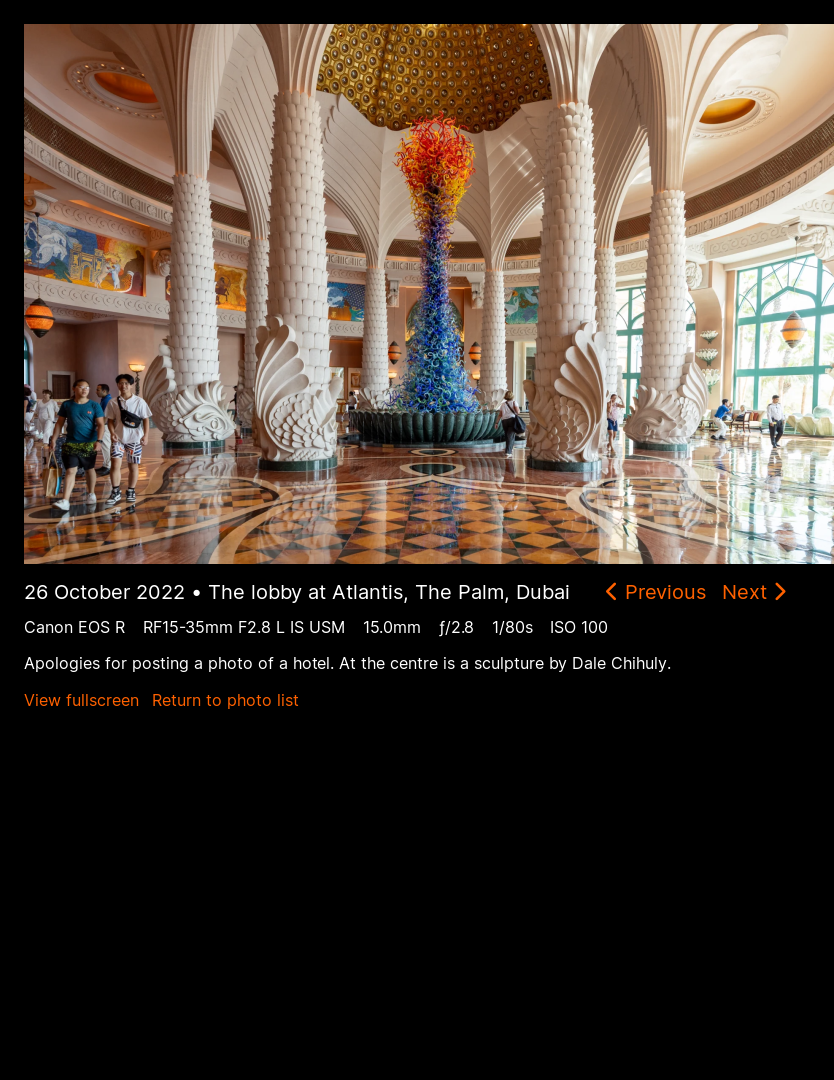 26 October 2022 • The lobby at Atlantis, The Palm, Dubai Previous Next
Canon EOS R RF15-35mm F2.8 L IS USM 15.0mm ƒ/2.8 1/80s ISO 100
Apologies for posting a photo of a hotel. At the centre is a sculpture by Dale Chihuly.
View fullscreen Return to photo list